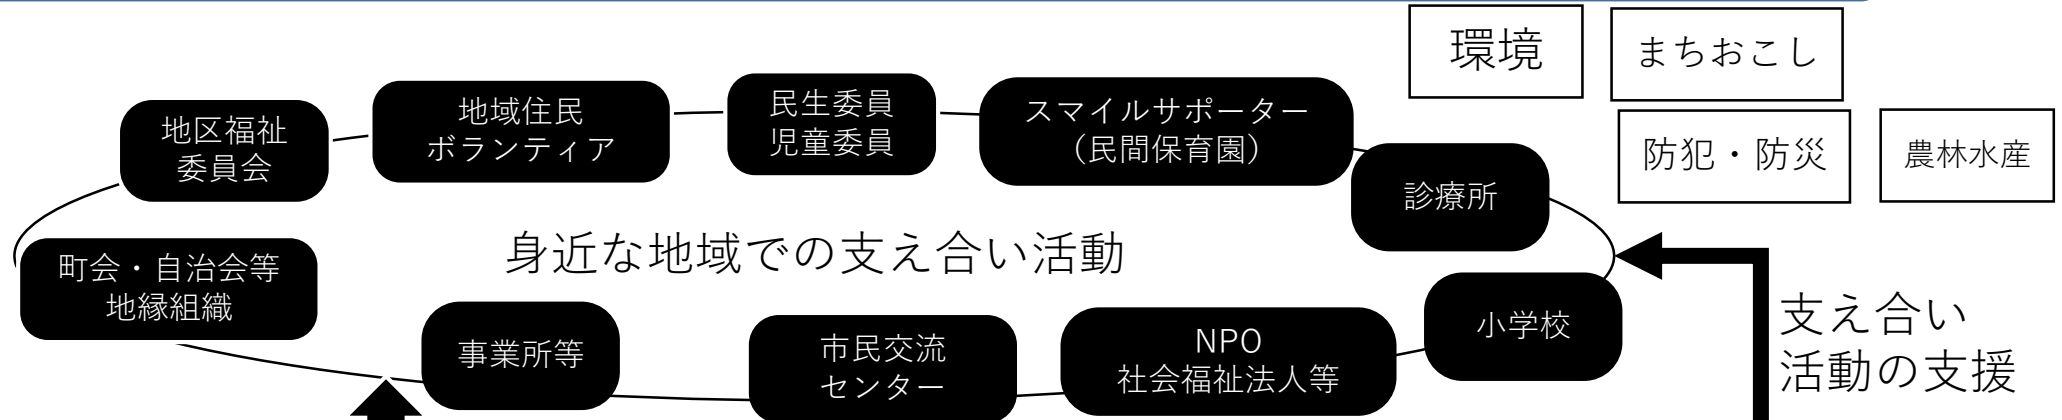 環境
まちおこし
防犯・防災
農林水産
地区福祉
委員会
地域住民
ボランティア
民生委員
児童委員
スマイルサポーター
（民間保育園）
診療所
身近な地域での支え合い活動
町会・自治会等
地縁組織
事業所等
市民交流
センター
NPO
社会福祉法人等
小学校
支え合い
活動の支援